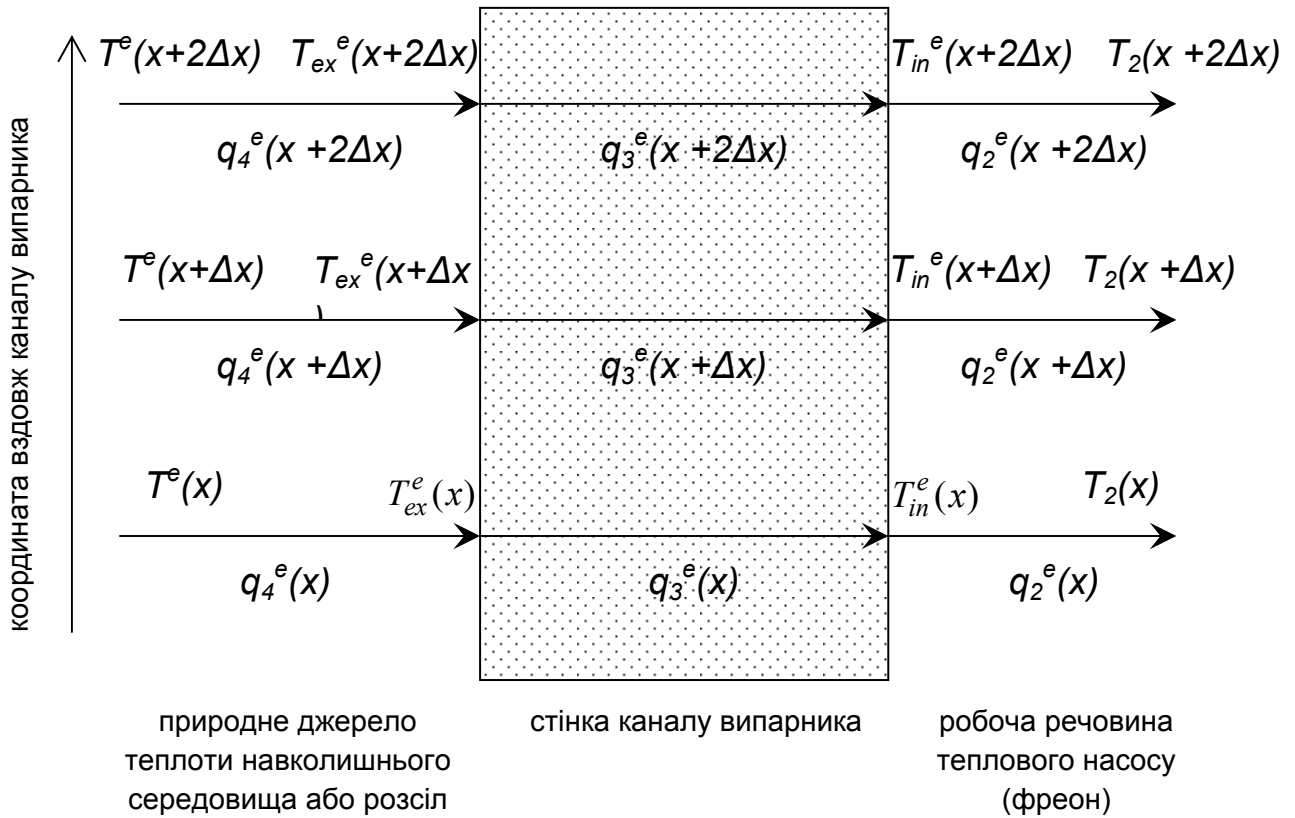 координата вздовж каналу випарника
T^e(x+2Δx) T_ex^e(x+2Δx) T_in^e(x+2Δx) T_2(x +2Δx)
q_4^e(x +2Δx) q_3^e(x +2Δx) q_2^e(x +2Δx)
T^e(x+Δx) T_ex^e(x+Δx T_in^e(x+Δx) T_2(x +Δx)
)
q_4^e(x +Δx) q_3^e(x +Δx) q_2^e(x +Δx)
T^e(x) T_ex^e(x) T_in^e(x) T_2(x)
q_4^e(x) q_3^e(x) q_2^e(x)
природне джерело
теплоти навколишнього
середовища або розсіл
стінка каналу випарника
робоча речовина
теплового насосу
(фреон)